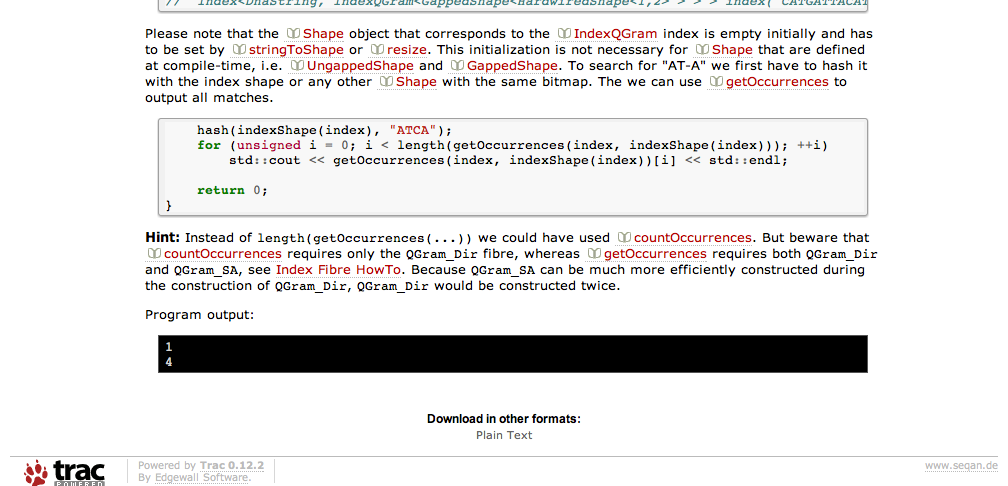 //  Index<DnaString, IndexQGram<GappedShape<HardwiredShape<1,2> > > > index( "CATGATTACAT
Please note that the Shape object that corresponds to the IndexQGram index is empty initially and has
to be set by stringToShape or resize. This initialization is not necessary for Shape that are defined
at compile-time, i.e. UngappedShape and GappedShape. To search for "AT-A" we first have to hash it
with the index shape or any other Shape with the same bitmap. The we can use getOccurrences to
output all matches.
hash(indexShape(index), "ATCA");
for (unsigned i = 0; i < length(getOccurrences(index, indexShape(index))); ++i)
std::cout << getOccurrences(index, indexShape(index))[i] << std::endl;
return 0;
}
Hint: Instead of length(getOccurrences(...)) we could have used countOccurrences. But beware that
countOccurrences requires only the QGram_Dir fibre, whereas getOccurrences requires both QGram_Dir
and QGram_SA, see Index Fibre HowTo. Because QGram_SA can be much more efficiently constructed during
the construction of QGram_Dir, QGram_Dir would be constructed twice.
Program output:
1
4
Download in other formats:
Plain Text
trac
POWERED
Powered by Trac 0.12.2
By Edgewall Software.
www.seqan.de